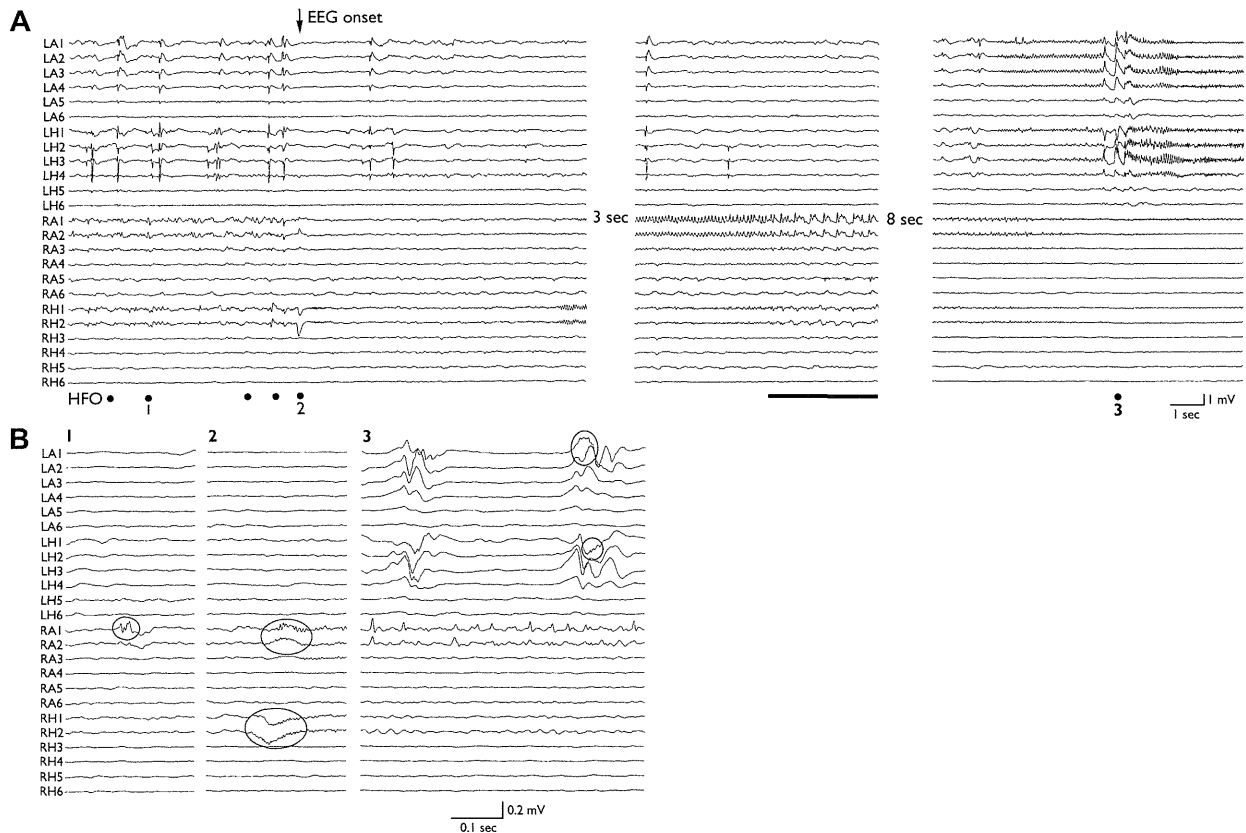 A
EEG onset
LA1
LA2
LA3
LA4
LA5
LA6
LH1
LH2
LH3
LH4
LH5
LH6
RA1
3 sec
8 sec
RA2
RA3
RA4
RA5
RA6
RH1
RH2
RH3
RH4
RH5
RH6
HFO
1
2
3
1 mV
1 sec
B
1
2
3
LA1
LA2
LA3
LA4
LA5
LA6
LH1
LH2
LH3
LH4
LH5
LH6
RA1
RA2
RA3
RA4
RA5
RA6
RH1
RH2
RH3
RH4
RH5
RH6
0.2 mV
0.1 sec